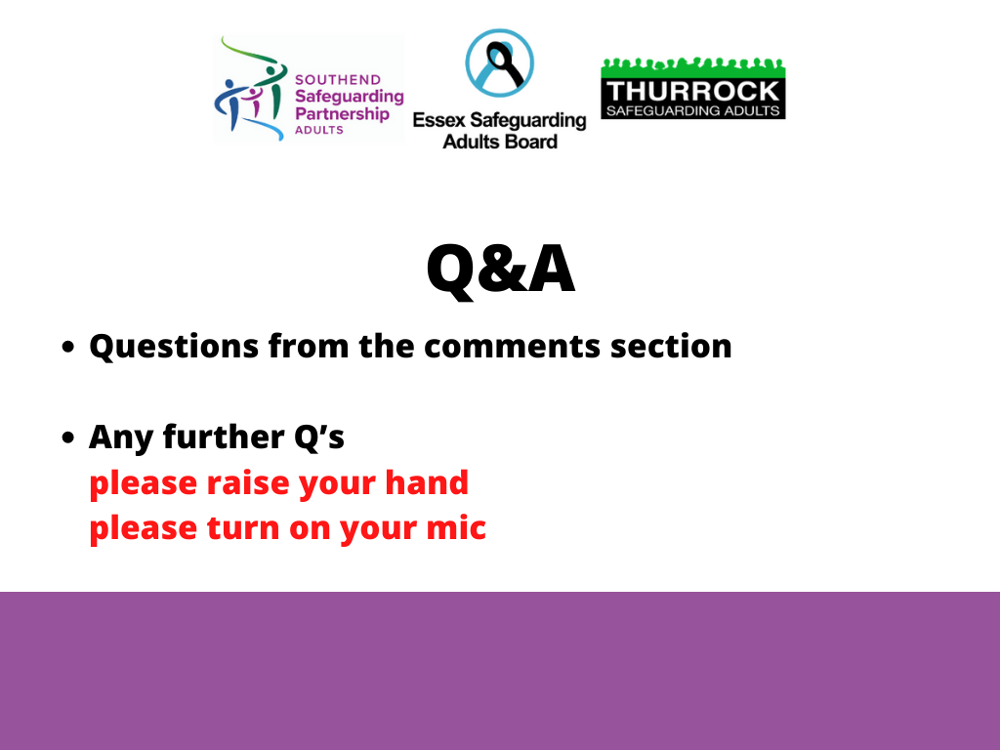 SOUTHEND
Safeguarding
Partnership
ADULTS
Essex Safeguarding
Adults Board
THURROCK
SAFEGUARDING ADULTS
Q&A
• Questions from the comments section
• Any further Q’s
please raise your hand
please turn on your mic